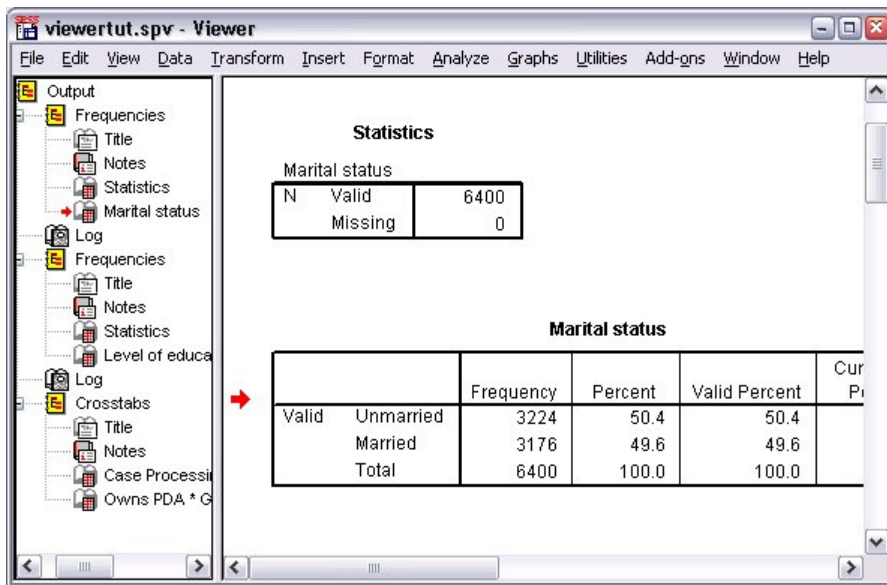 viewertut.spv - Viewer
File Edit View Data Transform Insert Format Analyze Graphs Utilities Add-ons Window Help
Output
Frequencies
Title
Notes
Statistics
Marital status
Log
Frequencies
Title
Notes
Statistics
Level of educa
Log
Crosstabs
Title
Notes
Case Processi
Owns PDA * G
Statistics
Marital status
N Valid 6400
Missing 0
Marital status
Cur
Frequency Percent Valid Percent P
Valid Unmarried 3224 50.4 50.4
Married 3176 49.6 49.6
Total 6400 100.0 100.0